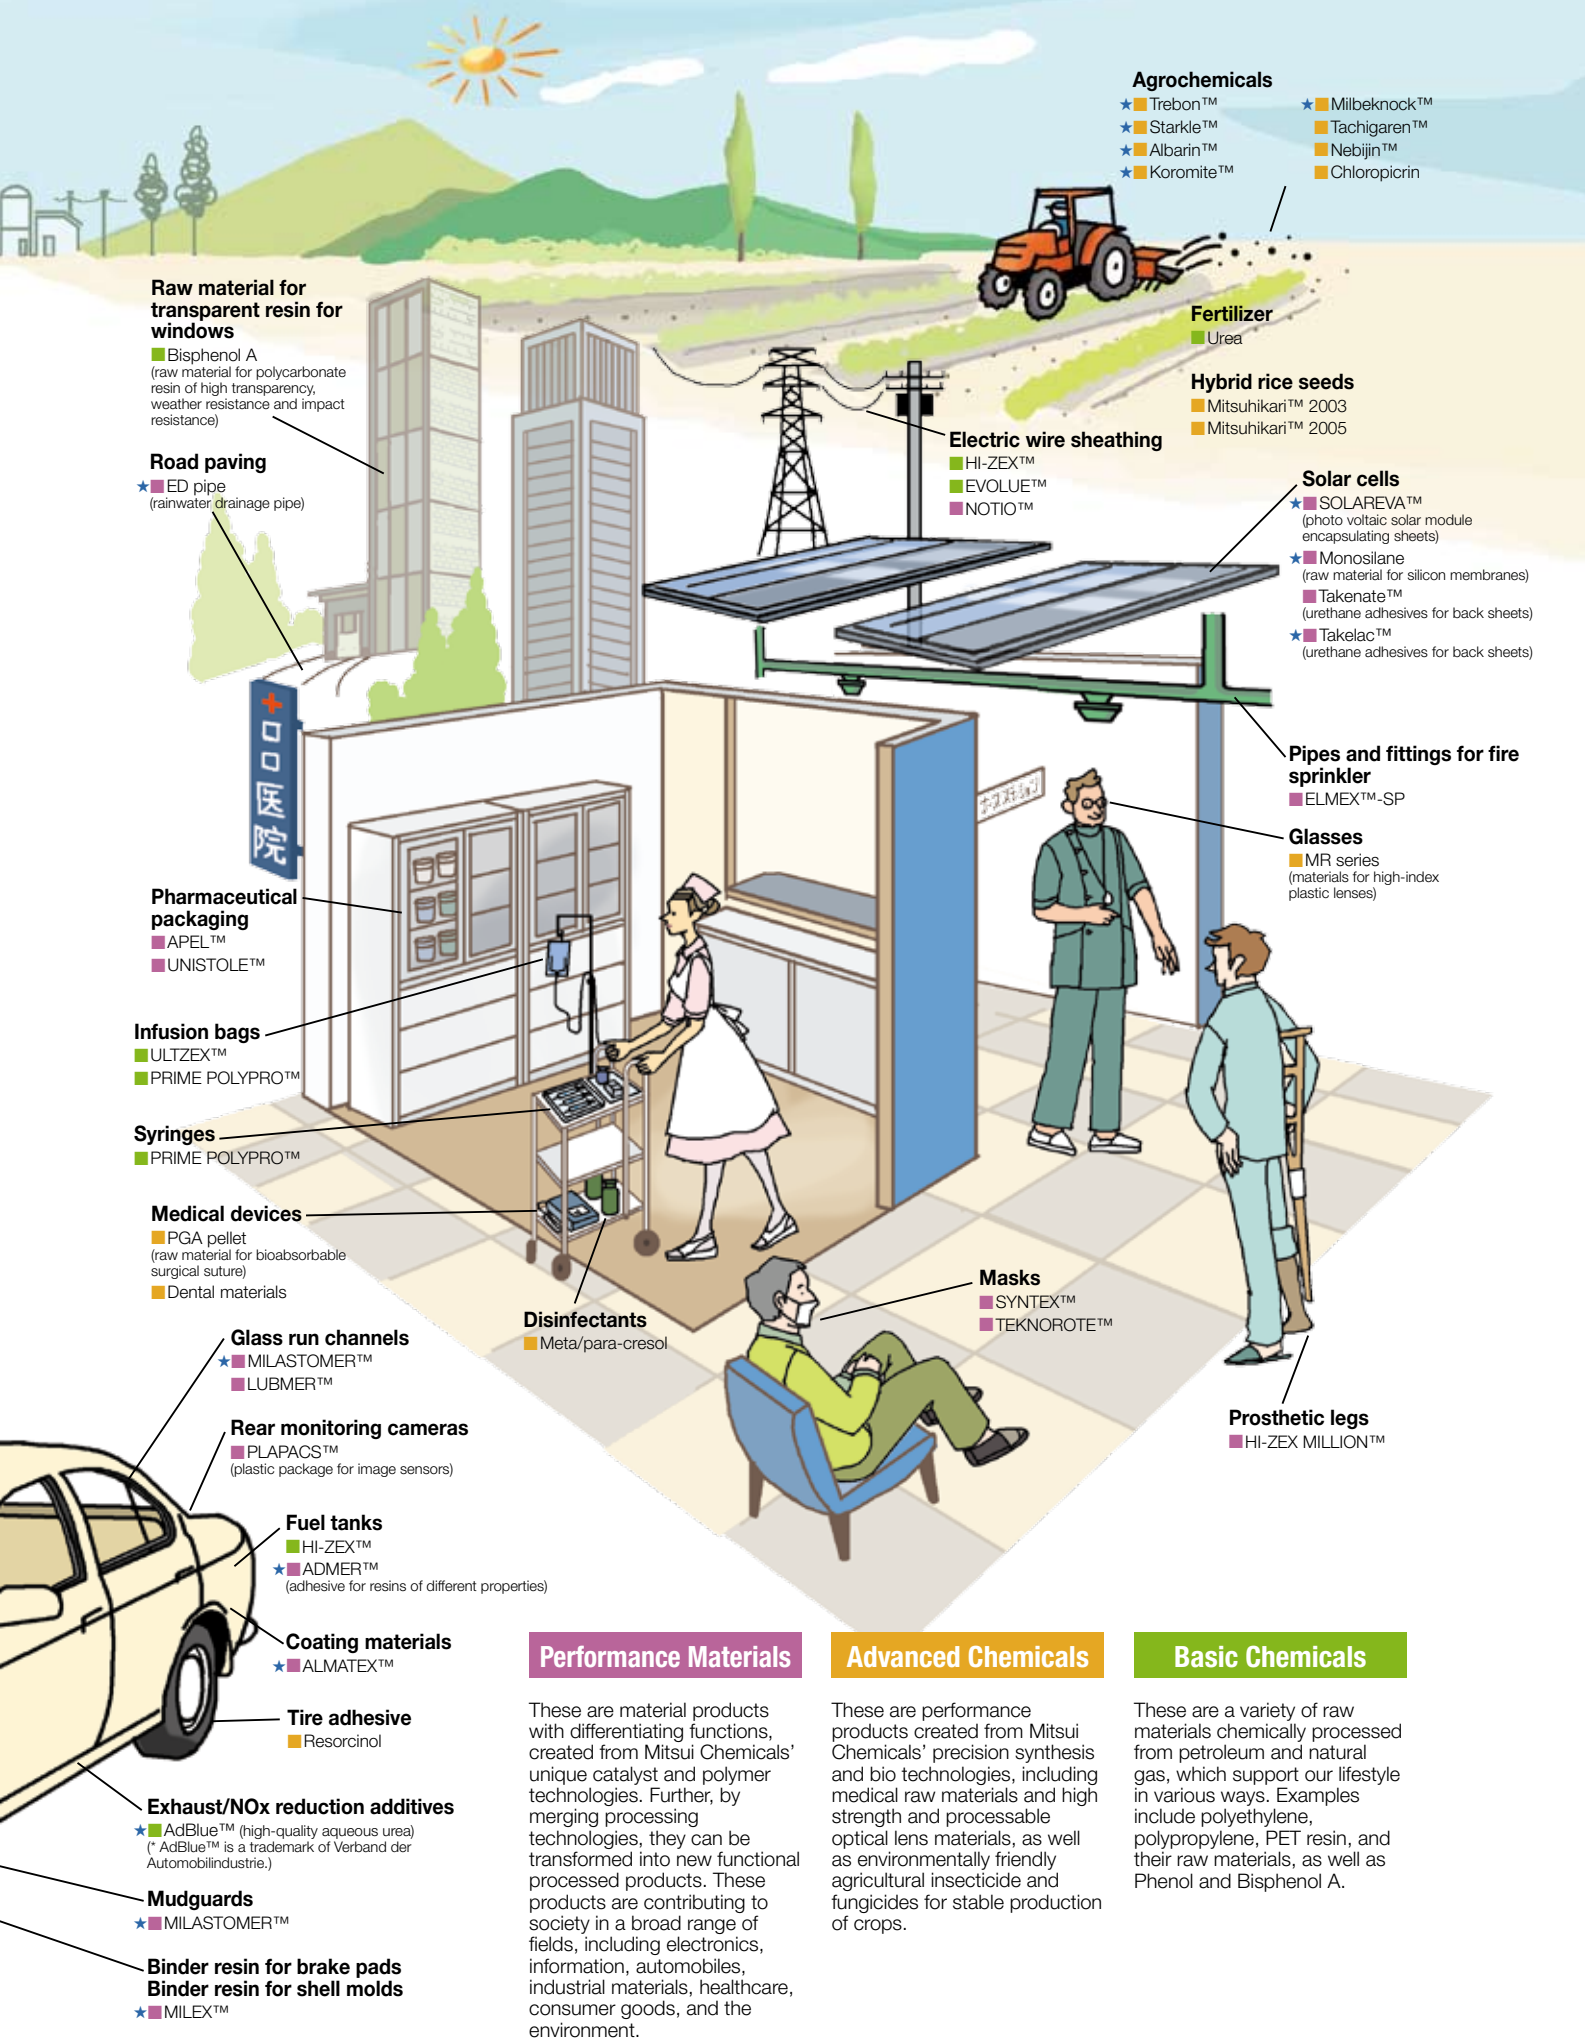 Agrochemicals
★■Trebon™
★■Starkle™
★■Albarin™
★■Koromite™
★■Milbeknock™
■Tachigaren™
■Nebijin™
■Chloropicrin
Raw material for
transparent resin for
windows
■Bisphenol A
(raw material for polycarbonate
resin of high transparency,
weather resistance and impact
resistance)
Road paving
★■ED pipe
(rainwater drainage pipe)
Fertilizer
■Urea
Hybrid rice seeds
■Mitsuhikari™ 2003
■Mitsuhikari™ 2005
Electric wire sheathing
■HI-ZEX™
■EVOLUE™
■NOTIO™
Solar cells
★■SOLAREVA™
(photo voltaic solar module
encapsulating sheets)
★■Monosilane
(raw material for silicon membranes)
■Takenate™
(urethane adhesives for back sheets)
★■Takelac™
(urethane adhesives for back sheets)
口口医院
Pipes and fittings for fire
sprinkler
■ELMEX™-SP
Glasses
■MR series
(materials for high-index
plastic lenses)
Pharmaceutical
packaging
■APEL™
■UNISTOLE™
Infusion bags
■ULTZEX™
■PRIME POLYPRO™
Syringes
■PRIME POLYPRO™
Medical devices
■PGA pellet
(raw material for bioabsorbable
surgical suture)
■Dental materials
Disinfectants
■Meta/para-cresol
Masks
■SYNTEX™
■TEKNOROTE™
Prosthetic legs
■HI-ZEX MILLION™
Glass run channels
★■MILASTOMER™
■LUBMER™
Rear monitoring cameras
■PLAPACS™
(plastic package for image sensors)
Fuel tanks
■HI-ZEX™
★■ADMER™
(adhesive for resins of different properties)
Coating materials
★■ALMATEX™
Tire adhesive
■Resorcinol
Exhaust/NOx reduction additives
★■AdBlue™ (high-quality aqueous urea)
(* AdBlue™ is a trademark of Verband der
Automobilindustrie.)
Mudguards
★■MILASTOMER™
Binder resin for brake pads
Binder resin for shell molds
★■MILEX™
Performance Materials
These are material products
with differentiating functions,
created from Mitsui Chemicals'
unique catalyst and polymer
technologies. Further, by
merging processing
technologies, they can be
transformed into new functional
processed products. These
products are contributing to
society in a broad range of
fields, including electronics,
information, automobiles,
industrial materials, healthcare,
consumer goods, and the
environment.
Advanced Chemicals
These are performance
products created from Mitsui
Chemicals' precision synthesis
and bio technologies, including
medical raw materials and high
strength and processable
optical lens materials, as well
as environmentally friendly
agricultural insecticide and
fungicides for stable production
of crops.
Basic Chemicals
These are a variety of raw
materials chemically processed
from petroleum and natural
gas, which support our lifestyle
in various ways. Examples
include polyethylene,
polypropylene, PET resin, and
their raw materials, as well as
Phenol and Bisphenol A.